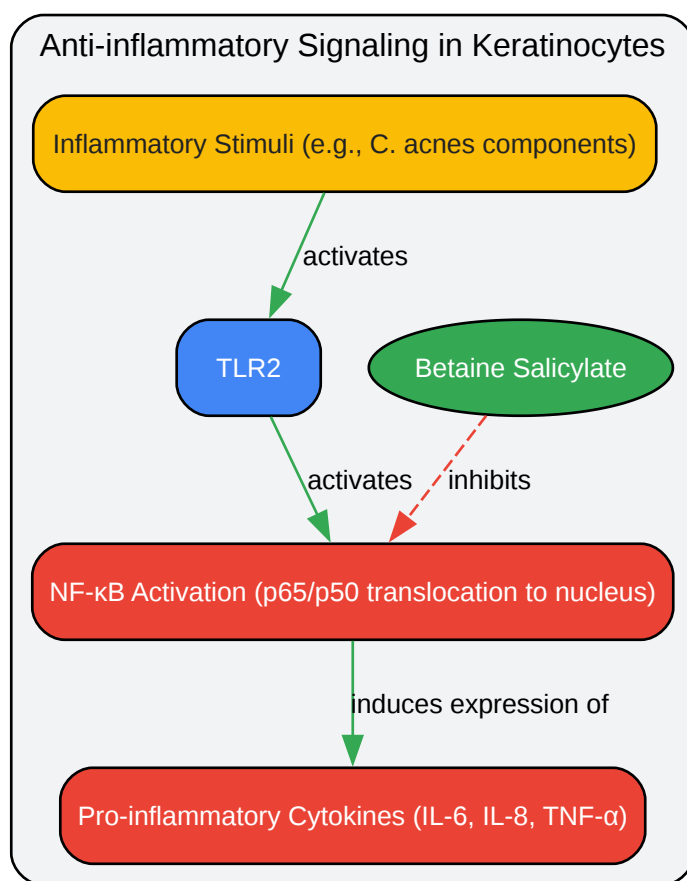 Anti-inflammatory Signaling in Keratinocytes
Inflammatory Stimuli (e.g., C. acnes components)
activates
TLR2
Betaine Salicylate
activates
inhibits
NF-κB Activation (p65/p50 translocation to nucleus)
induces expression of
Pro-inflammatory Cytokines (IL-6, IL-8, TNF-α)